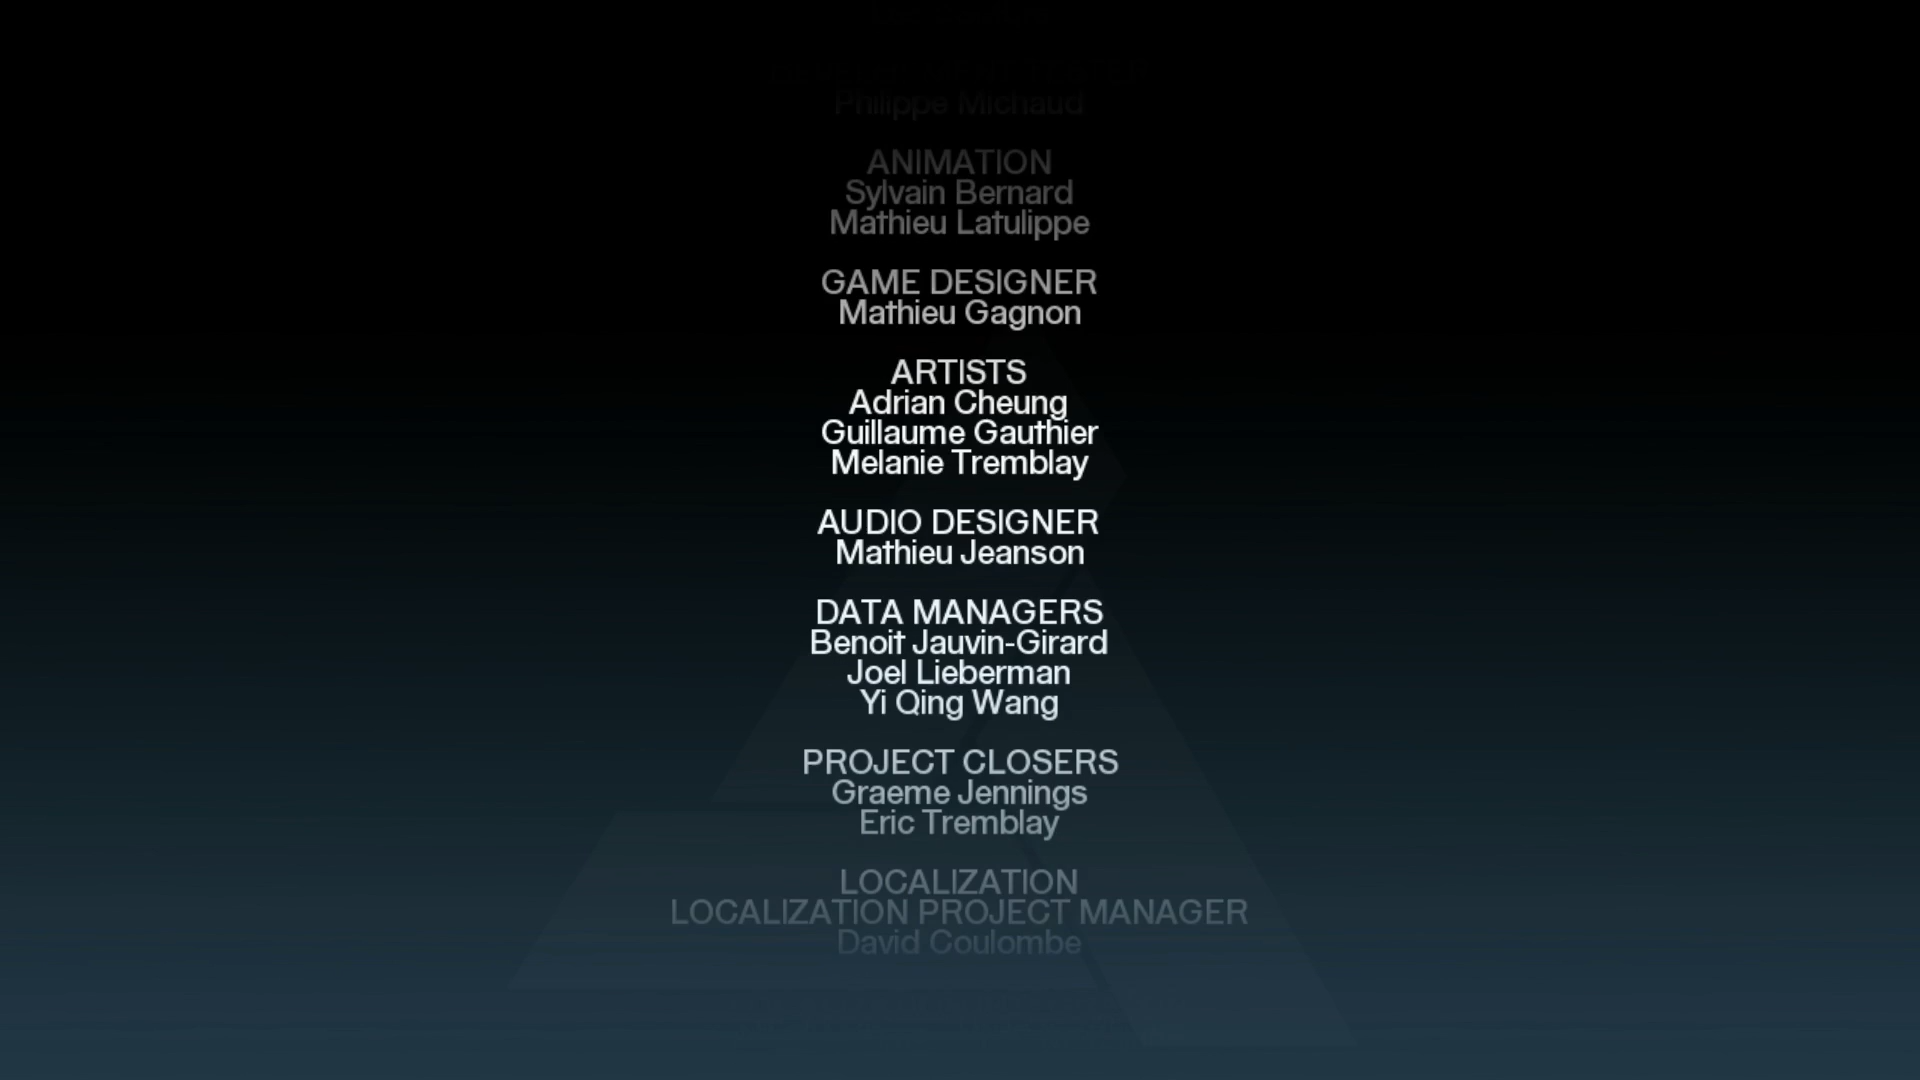 Philippe Michaud
ANIMATION
Sylvain Bernard
Mathieu Latulippe
GAME DESIGNER
Mathieu Gagnon
ARTISTS
Adrian Cheung
Guillaume Gauthier
Melanie Tremblay
AUDIO DESIGNER
Mathieu Jeanson
DATA MANAGERS
Benoit Jauvin-Girard
Joel Lieberman
Yi Qing Wang
PROJECT CLOSERS
Graeme Jennings
Eric Tremblay
LOCALIZATION
LOCALIZATION PROJECT MANAGER
David Coulombe